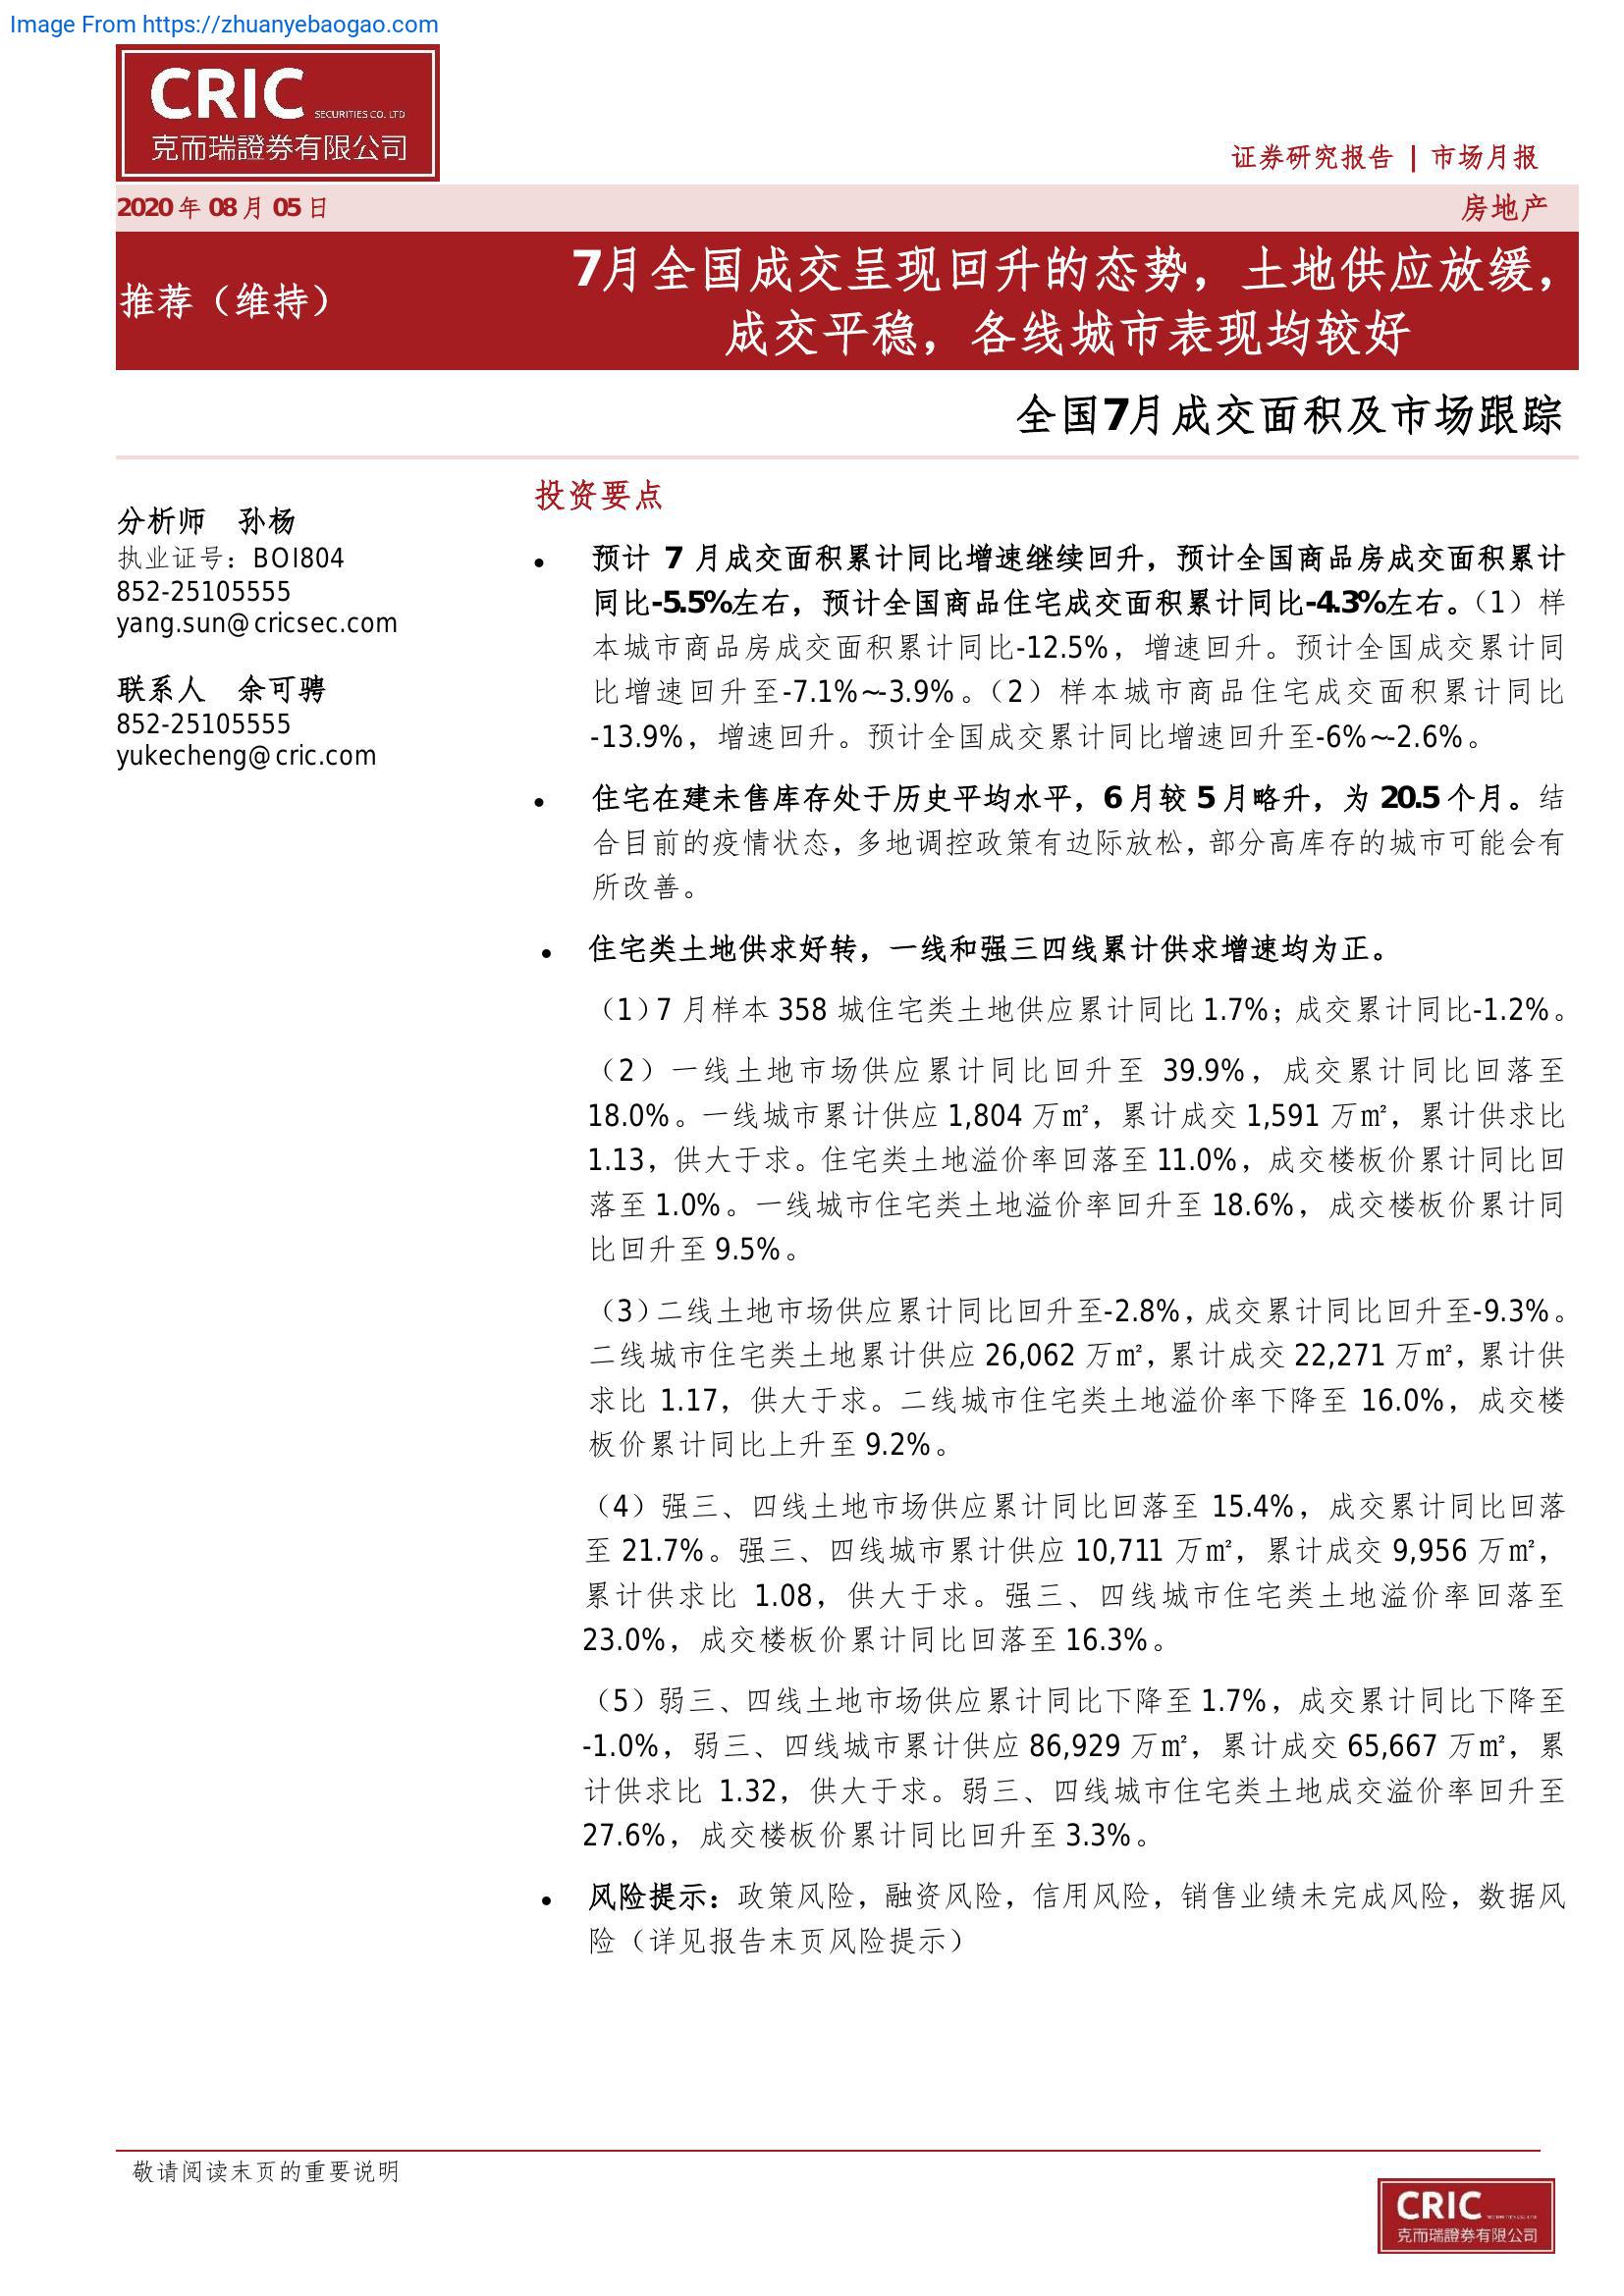 Image From https://zhuanyebaogao.com
CRIC SECURITIES CO. LTD
克而瑞證券有限公司
证券研究报告 | 市场月报
2020 年 08 月 05 日
房地产
推荐（维持）
7月全国成交呈现回升的态势，土地供应放缓，
成交平稳，各线城市表现均较好
全国7月成交面积及市场跟踪
分析师 孙杨
执业证号：BOI804
852-25105555
yang.sun@cricsec.com
联系人 余可骋
852-25105555
yukecheng@cric.com
投资要点
● 预计 7 月成交面积累计同比增速继续回升，预计全国商品房成交面积累计
同比-5.5%左右，预计全国商品住宅成交面积累计同比-4.3%左右。（1）样
本城市商品房成交面积累计同比-12.5%，增速回升。预计全国成交累计同
比增速回升至-7.1%~-3.9%。（2）样本城市商品住宅成交面积累计同比
-13.9%，增速回升。预计全国成交累计同比增速回升至-6%~-2.6%。
● 住宅在建未售库存处于历史平均水平，6 月较 5 月略升，为 20.5 个月。结
合目前的疫情状态，多地调控政策有边际放松，部分高库存的城市可能会有
所改善。
● 住宅类土地供求好转，一线和强三四线累计供求增速均为正。
（1）7 月样本 358 城住宅类土地供应累计同比 1.7%；成交累计同比-1.2%。
（2）一线土地市场供应累计同比回升至 39.9%，成交累计同比回落至
18.0%。一线城市累计供应 1,804 万㎡，累计成交 1,591 万㎡，累计供求比
1.13，供大于求。住宅类土地溢价率回落至 11.0%，成交楼板价累计同比回
落至 1.0%。一线城市住宅类土地溢价率回升至 18.6%，成交楼板价累计同
比回升至 9.5%。
（3）二线土地市场供应累计同比回升至-2.8%，成交累计同比回升至-9.3%。
二线城市住宅类土地累计供应 26,062 万㎡，累计成交 22,271 万㎡，累计供
求比 1.17，供大于求。二线城市住宅类土地溢价率下降至 16.0%，成交楼
板价累计同比上升至 9.2%。
（4）强三、四线土地市场供应累计同比回落至 15.4%，成交累计同比回落
至 21.7%。强三、四线城市累计供应 10,711 万㎡，累计成交 9,956 万㎡，
累计供求比 1.08，供大于求。强三、四线城市住宅类土地溢价率回落至
23.0%，成交楼板价累计同比回落至 16.3%。
（5）弱三、四线土地市场供应累计同比下降至 1.7%，成交累计同比下降至
-1.0%，弱三、四线城市累计供应 86,929 万㎡，累计成交 65,667 万㎡，累
计供求比 1.32，供大于求。弱三、四线城市住宅类土地成交溢价率回升至
27.6%，成交楼板价累计同比回升至 3.3%。
● 风险提示：政策风险，融资风险，信用风险，销售业绩未完成风险，数据风
险（详见报告末页风险提示）
敬请阅读末页的重要说明
CRIC
克而瑞證券有限公司